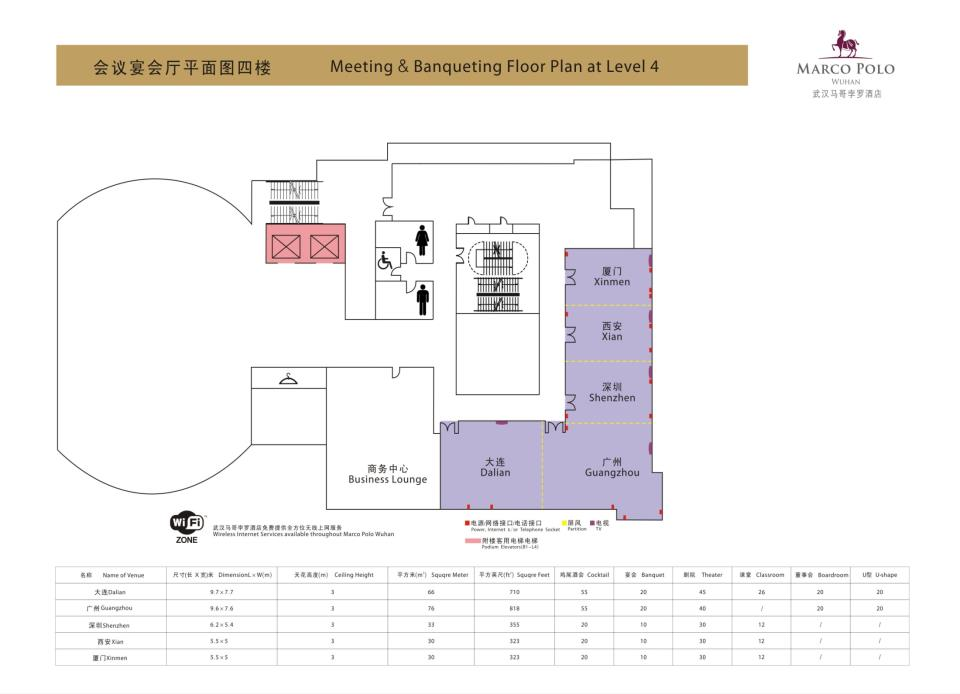 会议宴会厅平面图四楼 Meeting & Banqueting Floor Plan at Level 4
MARCO POLO
WUHAN
武汉马哥孛罗酒店
厦门
Xinmen
西安
Xian
深圳
Shenzhen
大连
Dalian
广州
Guangzhou
商务中心
Business Lounge
WiFi TM
ZONE
武汉马哥孛罗酒店免费提供全方位无线上网服务
Wireless Internet Services available throughout Marco Polo Wuhan
电源/网络接口/电话接口 屏风 电视
Power, Internet s/or Telephone Socket Partition TV
附楼客用电梯电梯
Podium Elevators(B1-L4)
名称 Name of Venue 尺寸(长 X 宽)米 DimensionL×W(m) 天花高度(m) Ceiling Height 平方米(m²) Squqre Meter 平方英尺(ft²) Squqre Feet 鸡尾酒会 Cocktail 宴会 Banquet 剧院 Theater 课堂 Classroom 董事会 Boardroom U型 U-shape
大连Dalian 9.7×7.7 3 66 710 55 20 45 26 20 20
广州 Guangzhou 9.6×7.6 3 76 818 55 20 40 / 20 20
深圳Shenzhen 6.2×5.4 3 33 355 20 10 30 12 / /
西安Xian 5.5×5 3 30 323 20 10 30 12 / /
厦门Xinmen 5.5×5 3 30 323 20 10 30 12 / /